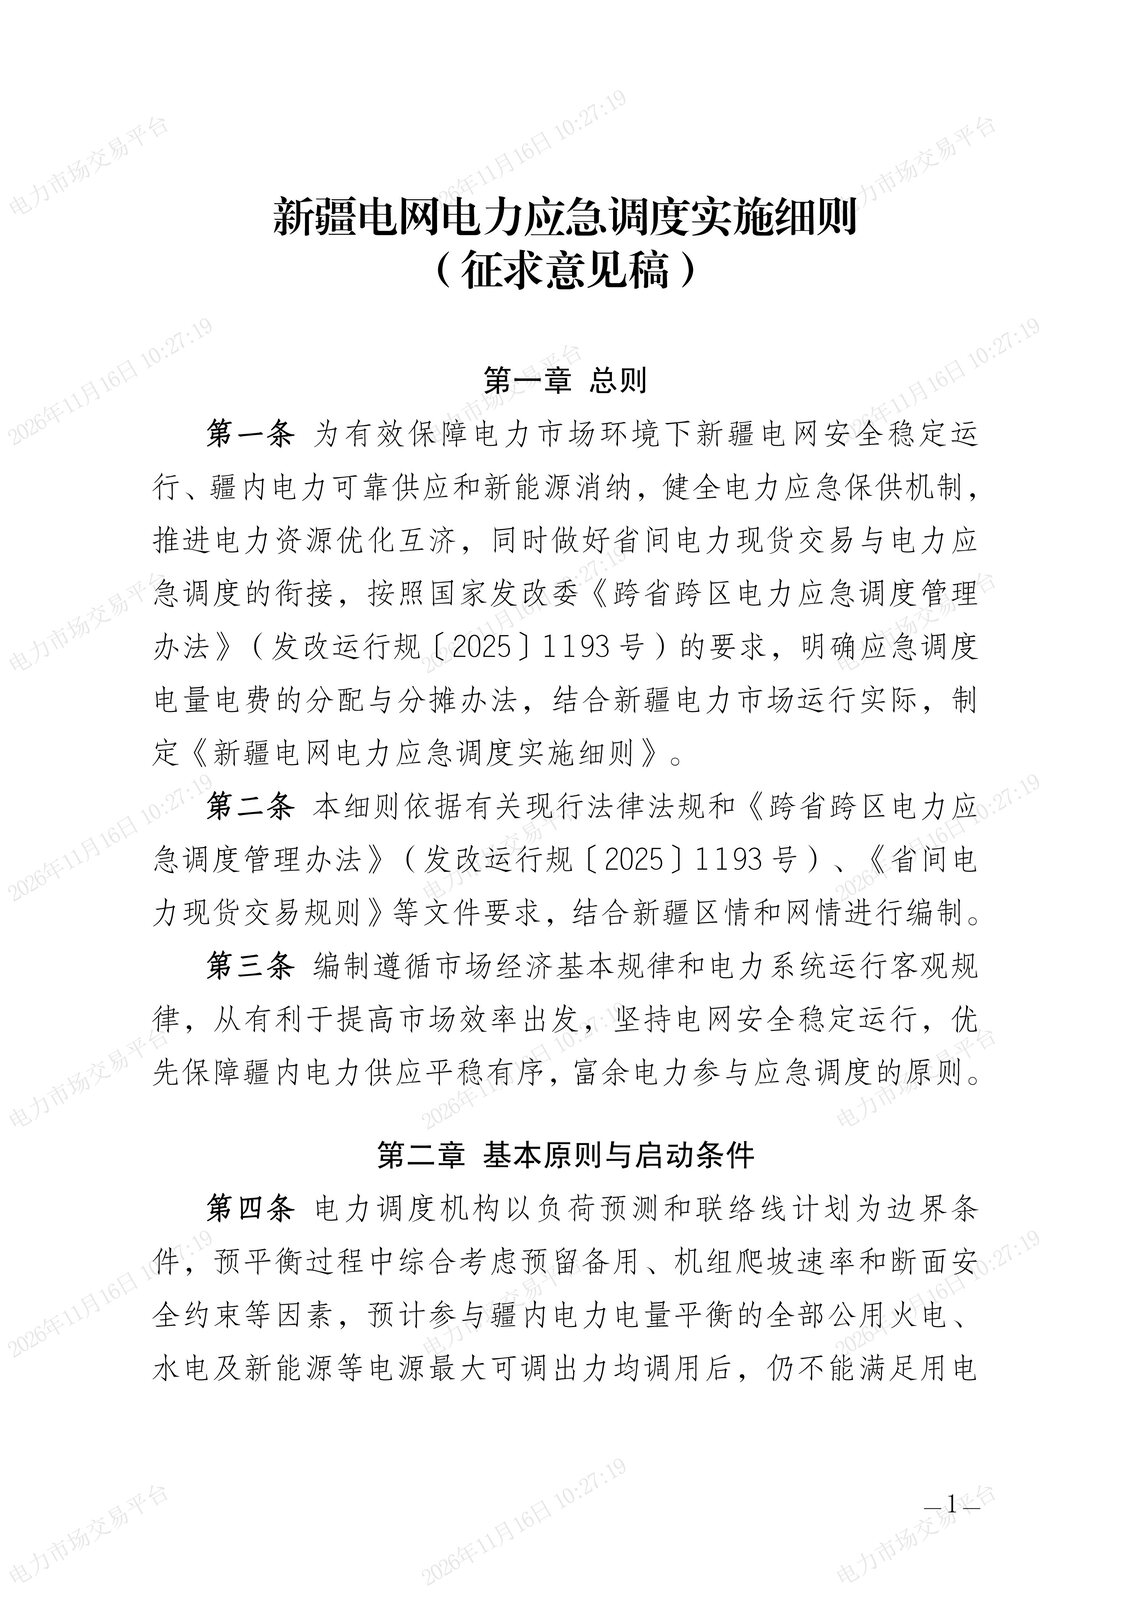 新疆电网电力应急调度实施细则
（征求意见稿）
第一章 总则
第一条 为有效保障电力市场环境下新疆电网安全稳定运
行、疆内电力可靠供应和新能源消纳，健全电力应急保供机制，
推进电力资源优化互济，同时做好省间电力现货交易与电力应
急调度的衔接，按照国家发改委《跨省跨区电力应急调度管理
办法》（发改运行规〔2025〕1193号）的要求，明确应急调度
电量电费的分配与分摊办法，结合新疆电力市场运行实际，制
定《新疆电网电力应急调度实施细则》。
第二条 本细则依据有关现行法律法规和《跨省跨区电力应
急调度管理办法》（发改运行规〔2025〕1193号）、《省间电
力现货交易规则》等文件要求，结合新疆区情和网情进行编制。
第三条 编制遵循市场经济基本规律和电力系统运行客观规
律，从有利于提高市场效率出发，坚持电网安全稳定运行，优
先保障疆内电力供应平稳有序，富余电力参与应急调度的原则。
第二章 基本原则与启动条件
第四条 电力调度机构以负荷预测和联络线计划为边界条
件，预平衡过程中综合考虑预留备用、机组爬坡速率和断面安
全约束等因素，预计参与疆内电力电量平衡的全部公用火电、
水电及新能源等电源最大可调出力均调用后，仍不能满足用电
—1—
电力市场交易平台
2026年11月16日 10:27:19